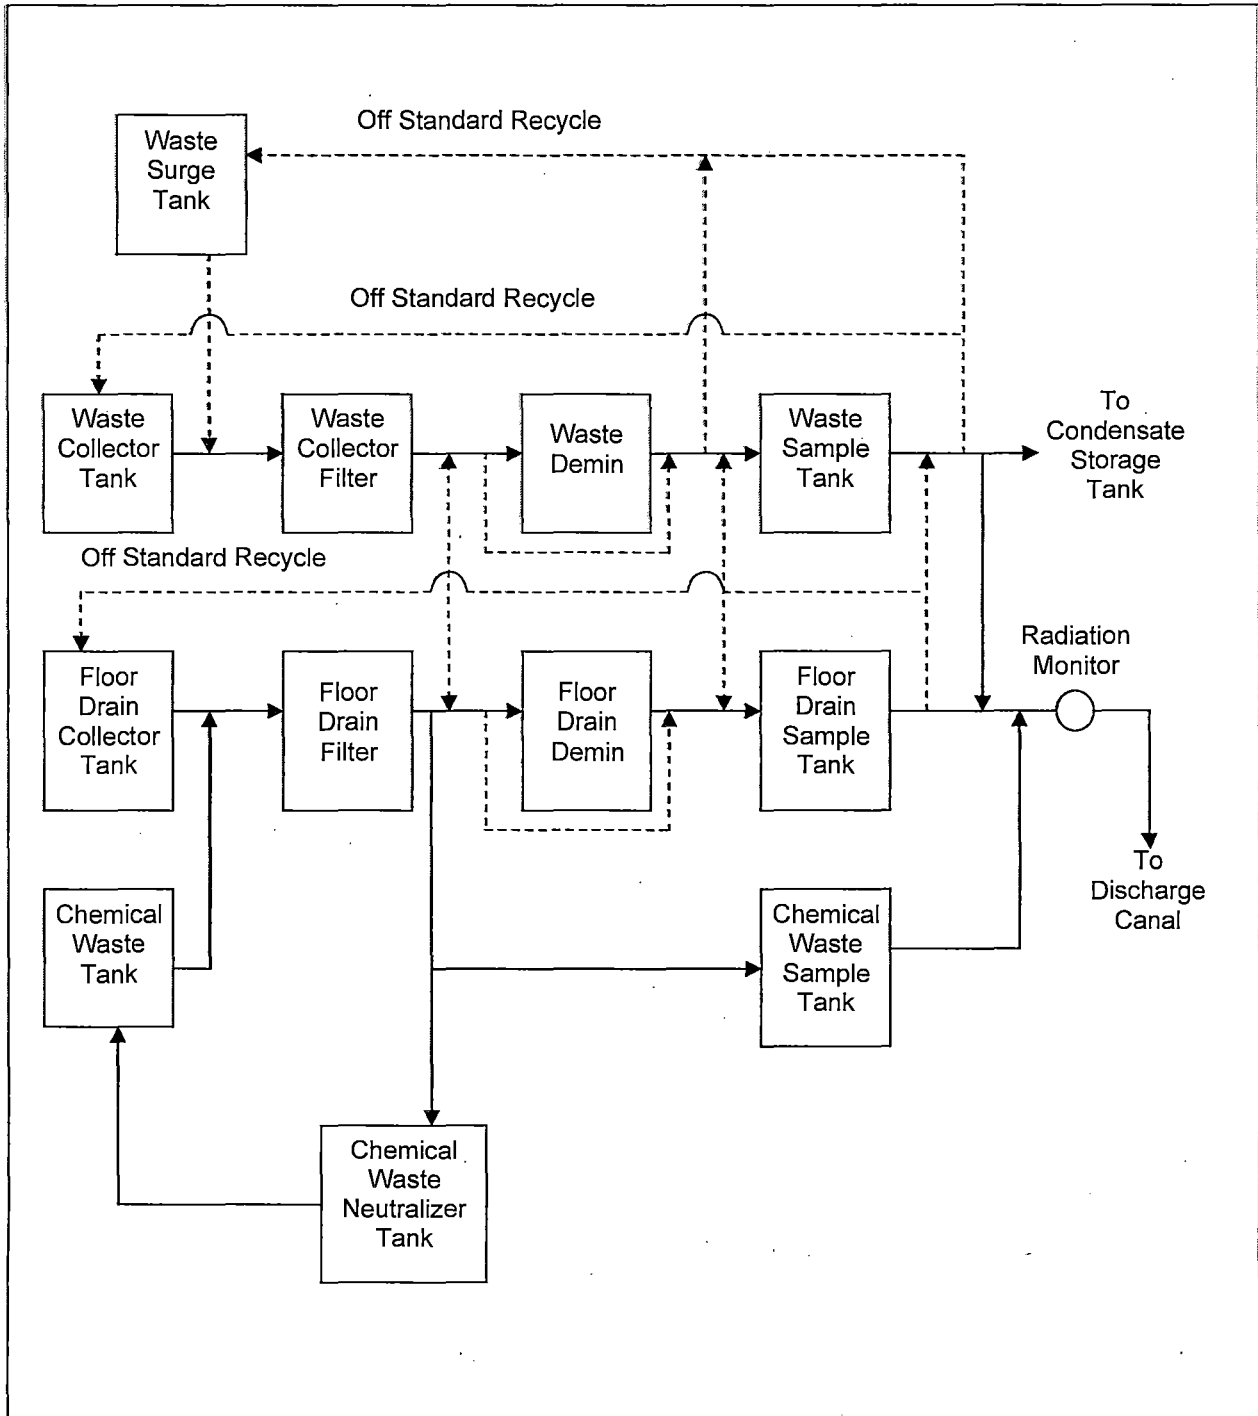 Off Standard Recycle
Waste
Surge
Tank
Off Standard Recycle
Waste
Collector
Tank
Waste
Collector
Filter
Waste
Demin
Waste
Sample
Tank
To
Condensate
Storage
Tank
Off Standard Recycle
Floor
Drain
Collector
Tank
Floor
Drain
Filter
Floor
Drain
Demin
Floor
Drain
Sample
Tank
Radiation
Monitor
To
Discharge
Canal
Chemical
Waste
Tank
Chemical
Waste
Sample
Tank
Chemical
Waste
Neutralizer
Tank